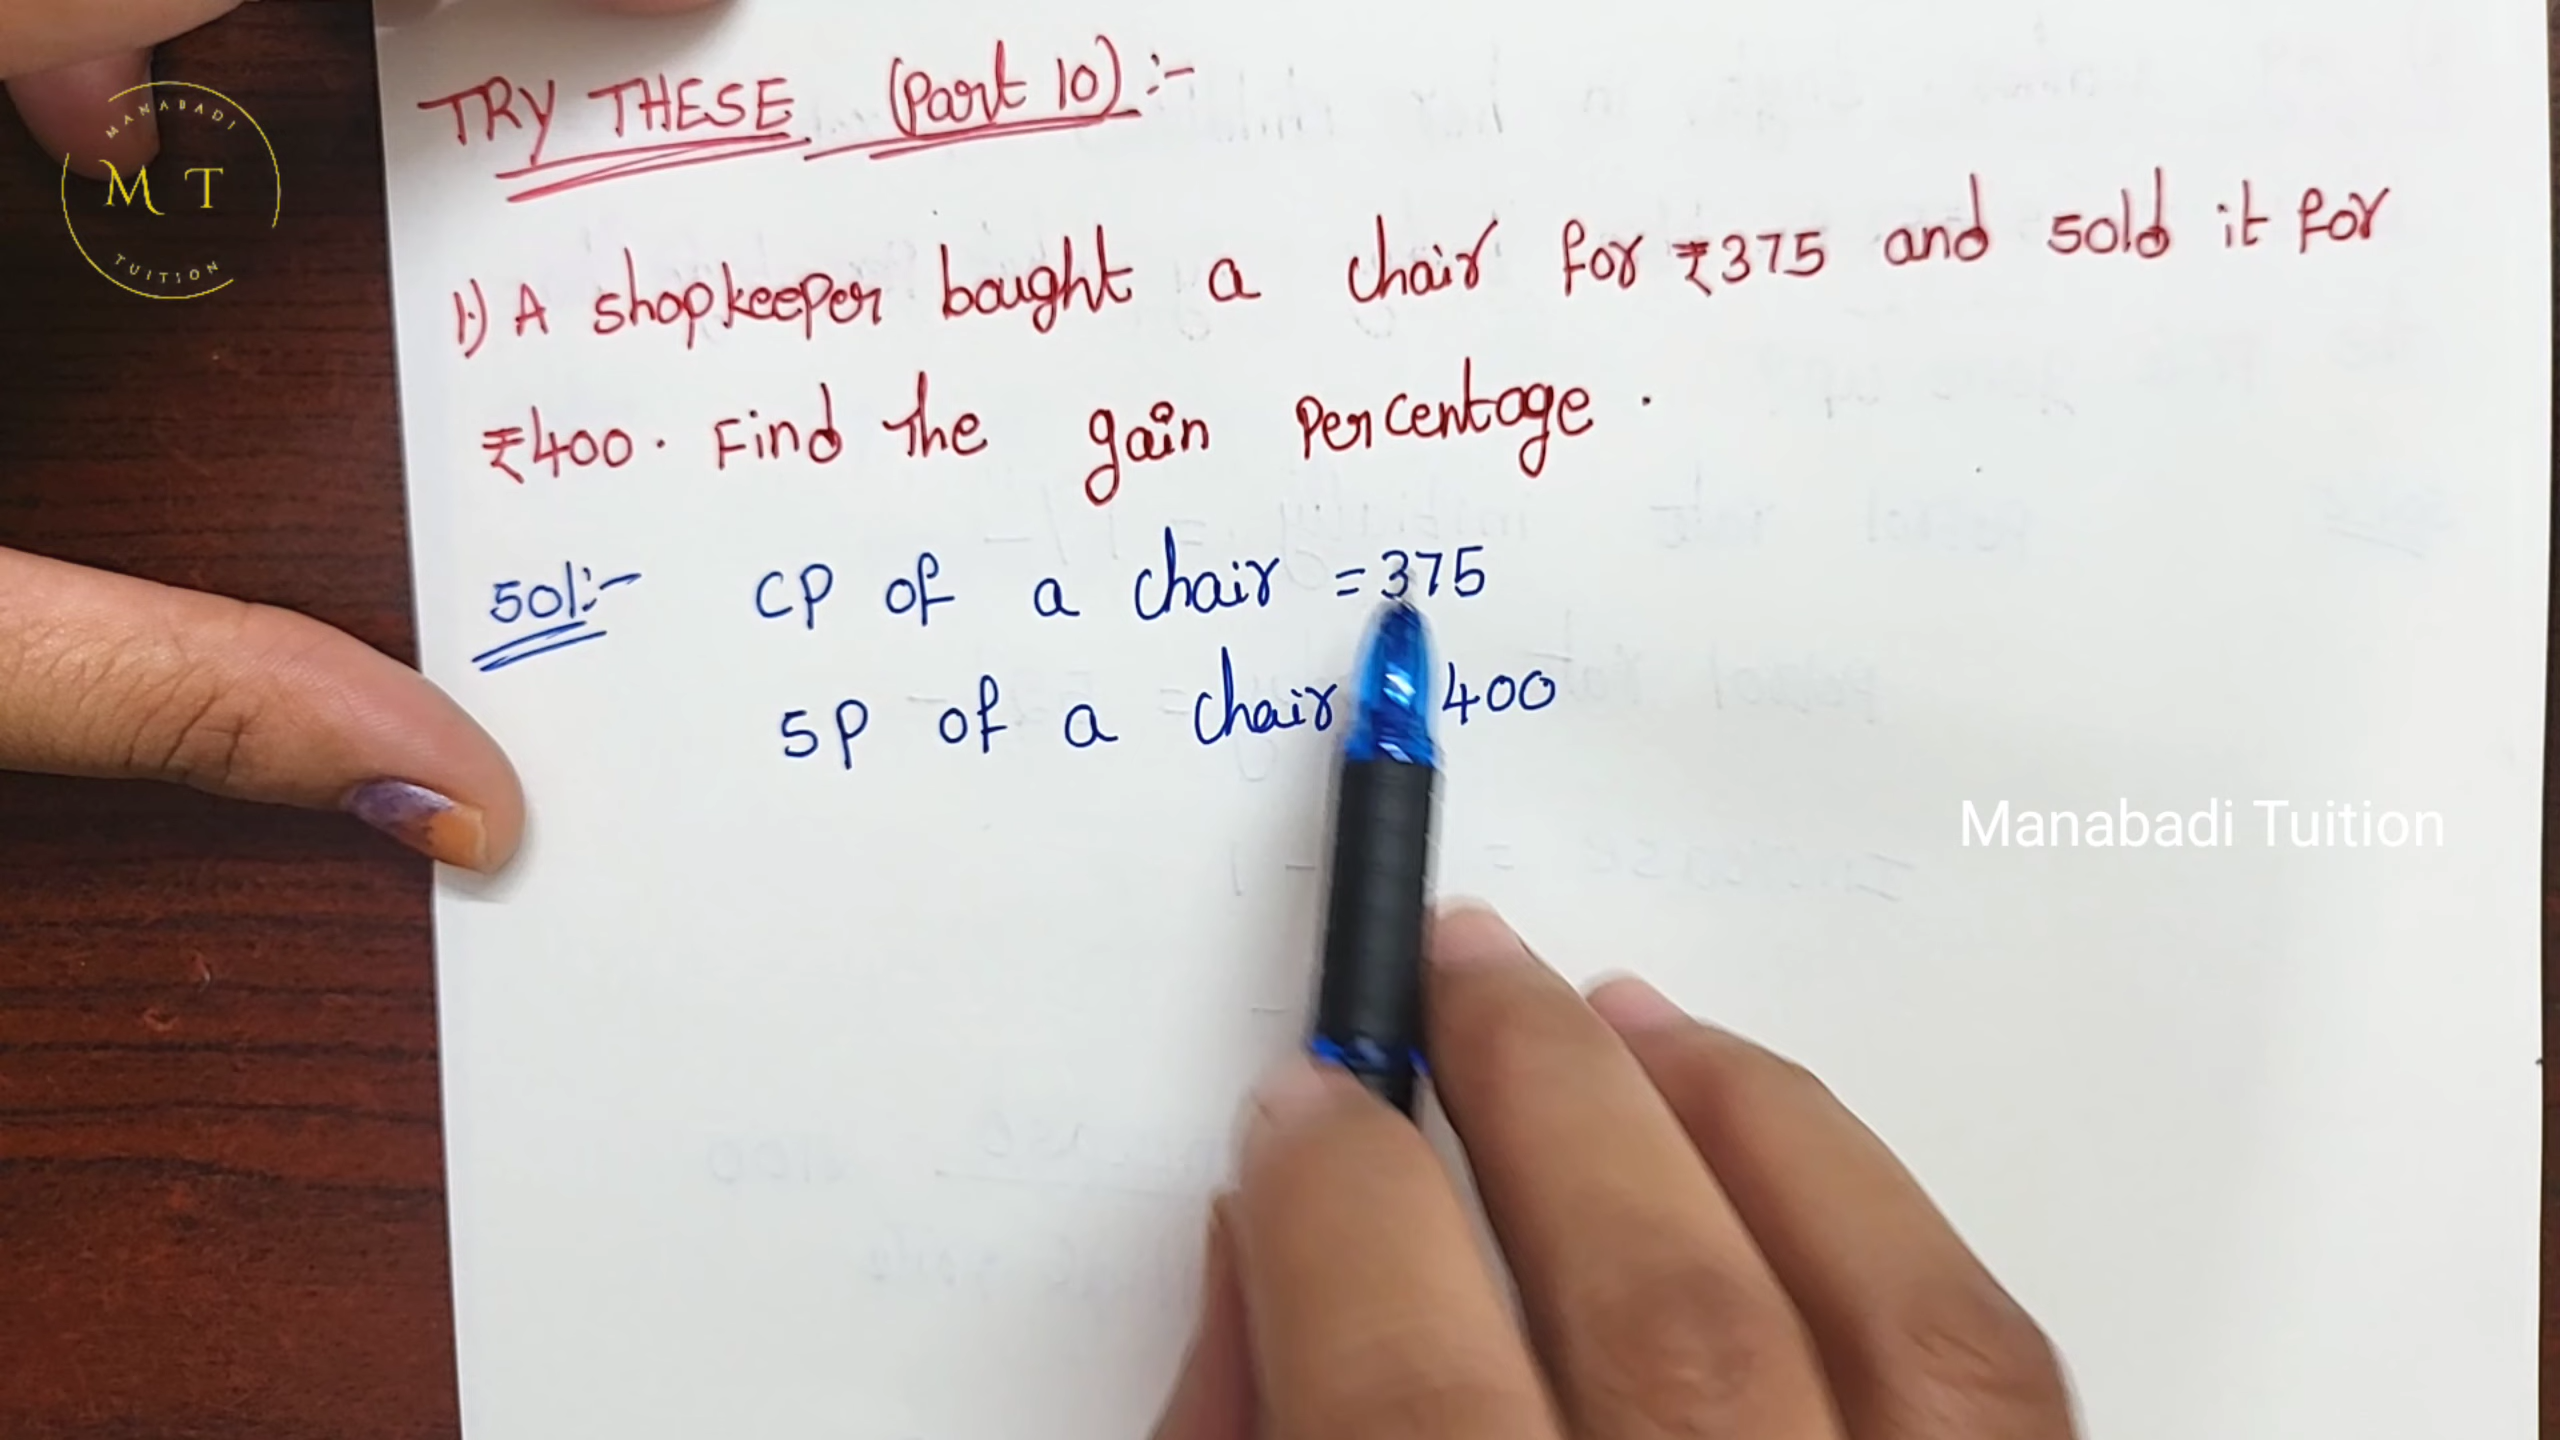 MANABADI
M T
TUITION
TRY THESE (Part 10):-
1.) A shopkeeper bought a chair for ₹375 and sold it for
₹400. Find the gain Percentage.
Sol:- CP of a chair = 375
SP of a chair 400
Manabadi Tuition